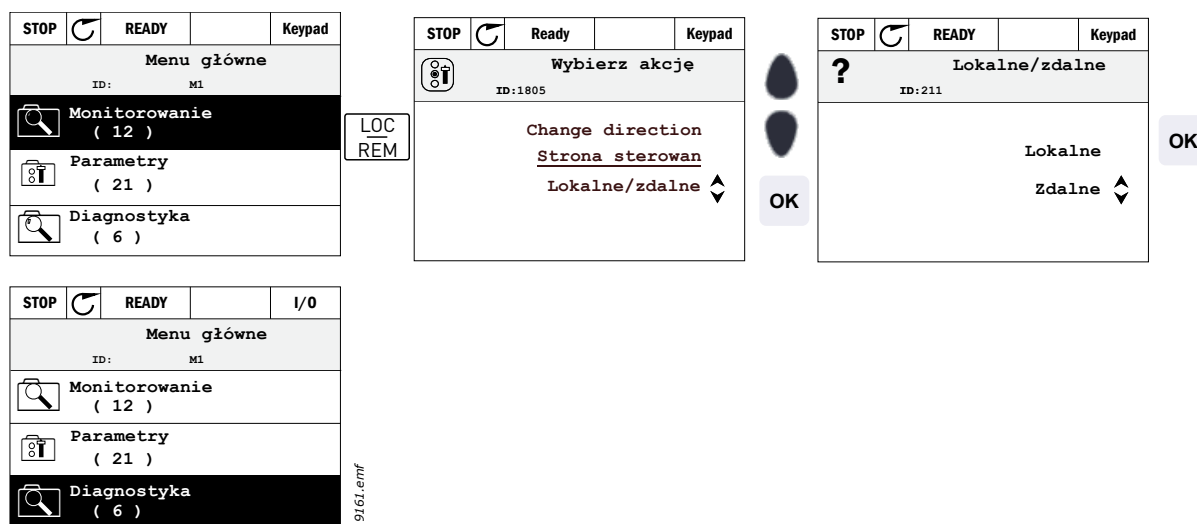 STOP READY Keypad
Menu główne
ID: M1
Monitorowanie
( 12 )
Parametry
( 21 )
Diagnostyka
( 6 )
LOC
REM
STOP Ready Keypad
Wybierz akcję
ID:1805
Change direction
Strona sterowan
Lokalne/zdalne
OK
STOP READY Keypad
? Lokalne/zdalne
ID:211
Lokalne
Zdalne
OK
STOP READY I/O
Menu główne
ID: M1
Monitorowanie
( 12 )
Parametry
( 21 )
Diagnostyka
( 6 )
9161.emf